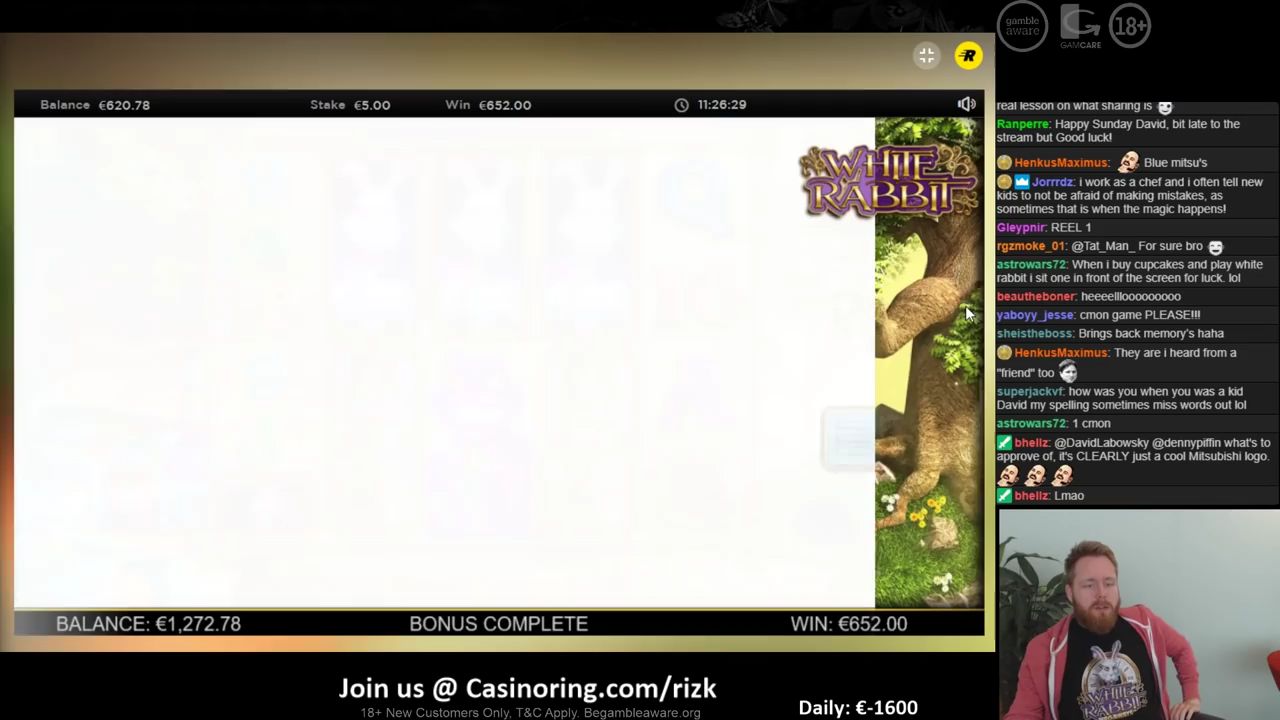 gamble
aware
GAMCARE
18+
R
Balance €620.78
Stake €5.00
Win €652.00
11:26:29
WHITE
RABBIT
BALANCE: €1,272.78
BONUS COMPLETE
WIN: €652.00
real lesson on what sharing is
Ranperre: Happy Sunday David, bit late to the
stream but Good luck!
HenkusMaximus: Blue mitsu's
Jorrrdz: i work as a chef and i often tell new
kids to not be afraid of making mistakes, as
sometimes that is when the magic happens!
Gleypnir: REEL 1
rgzmoke_01: @Tat_Man_ For sure bro
astrowars72: When i buy cupcakes and play white
rabbit i sit one in front of the screen for luck. lol
beautheboner: heeeellloooooooo
yaboyy_jesse: cmon game PLEASE!!!
sheistheboss: Brings back memory's haha
HenkusMaximus: They are i heard from a
"friend" too
superjackvf: how was you when you was a kid
David my spelling sometimes miss words out lol
astrowars72: 1 cmon
bhellz: @DavidLabowsky @dennypiffin what's to
approve of, it's CLEARLY just a cool Mitsubishi logo.
bhellz: Lmao
WHITE
RABBIT
Join us @ Casinoring.com/rizk
18+ New Customers Only, T&C Apply. Begambleaware.org
Daily: €-1600